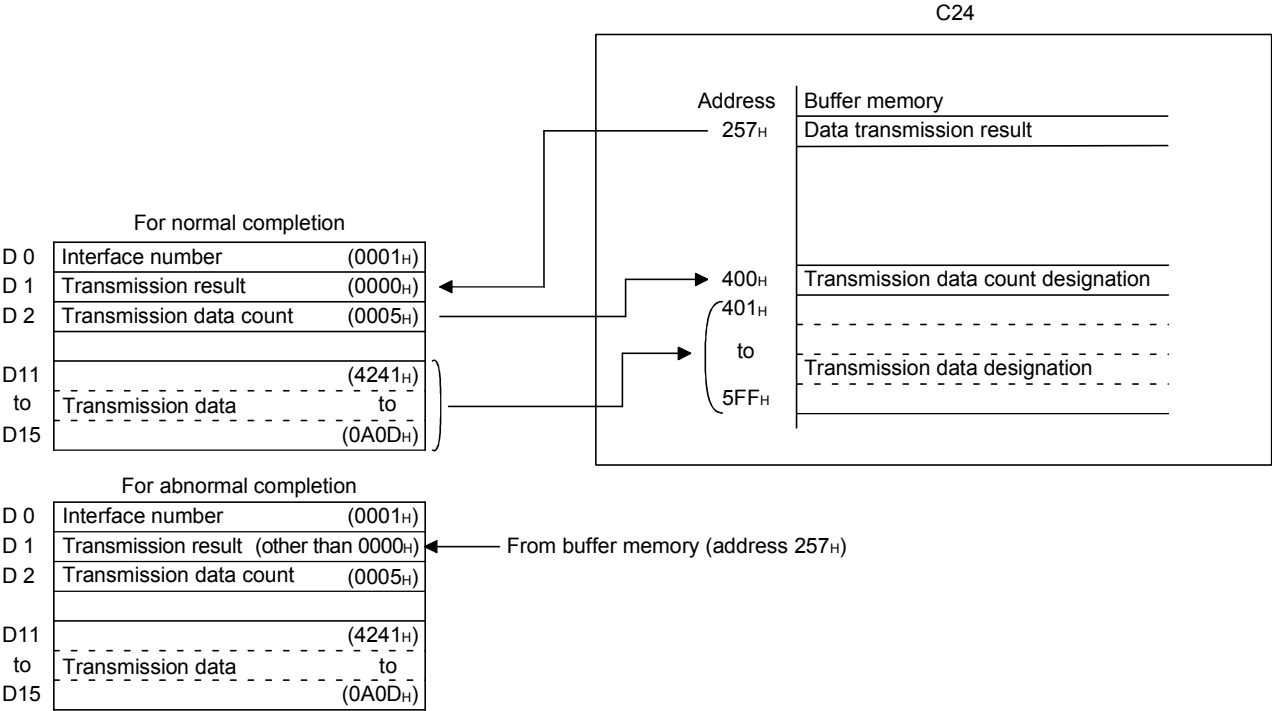 C24
Address Buffer memory
257H Data transmission result
400H Transmission data count designation
401H
to
5FFH
Transmission data designation
For normal completion
D 0 Interface number (0001H)
D 1 Transmission result (0000H)
D 2 Transmission data count (0005H)
D11 (4241H)
to Transmission data to
D15 (0A0DH)
For abnormal completion
D 0 Interface number (0001H)
D 1 Transmission result (other than 0000H) From buffer memory (address 257H)
D 2 Transmission data count (0005H)
D11 (4241H)
to Transmission data to
D15 (0A0DH)